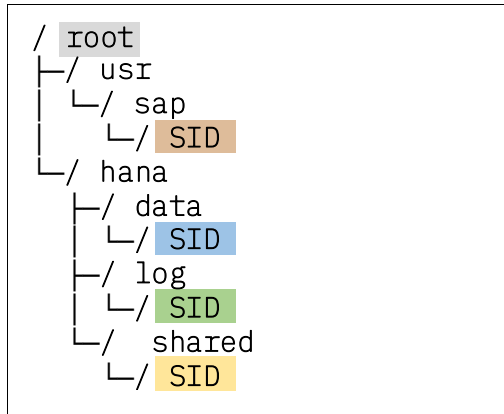 / root
├─/ usr
│ └─/ sap
│   └─/ SID
└─/ hana
  ├─/ data
  │ └─/ SID
  ├─/ log
  │ └─/ SID
  └─/ shared
    └─/ SID